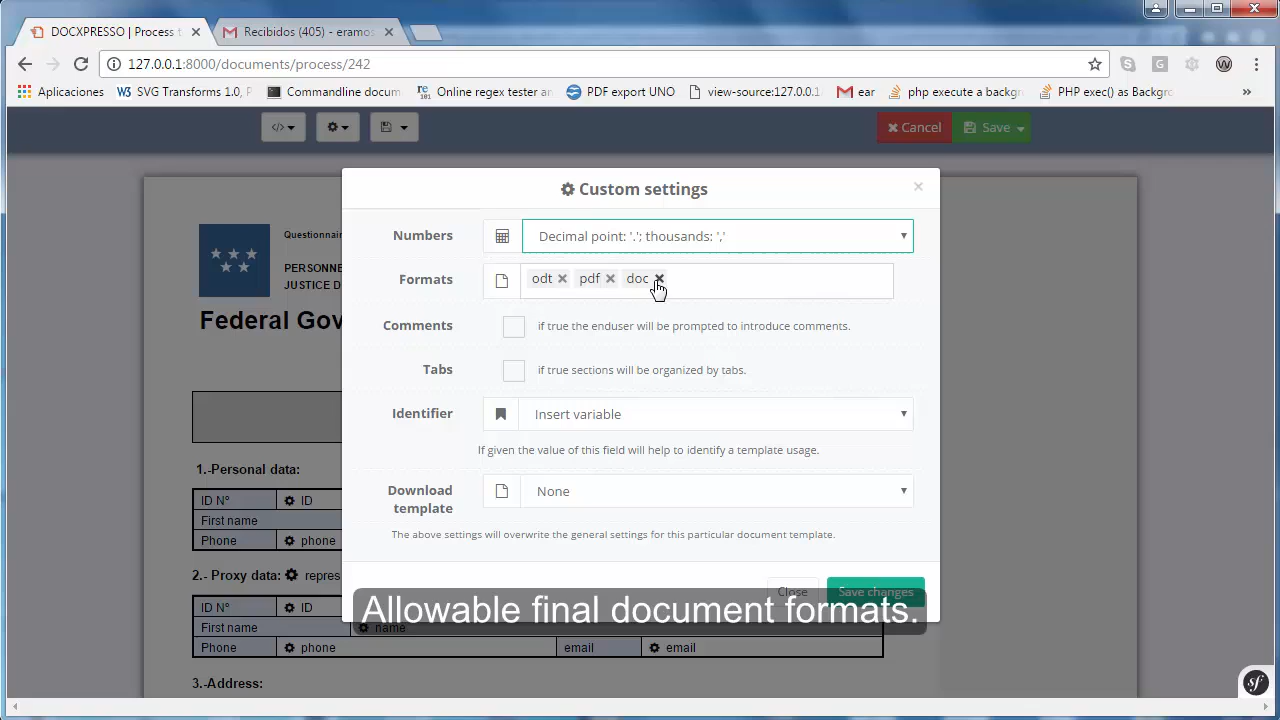 DOCXPRESSO | Process t
Recibidos (405) - eramos
127.0.0.1:8000/documents/process/242
Aplicaciones
SVG Transforms 1.0,
Commandline docum
Online regex tester an
PDF export UNO
view-source:127.0.0.1
ear
php execute a backgr
PHP exec() as Backgro
»
</>
Cancel
Save
Questionnair
PERSONNE
JUSTICE D
Federal Gov
Custom settings
×
Numbers
Decimal point: '.'; thousands: ','
Formats
odt × pdf × doc ×
Comments
if true the enduser will be prompted to introduce comments.
Tabs
if true sections will be organized by tabs.
Identifier
Insert variable
If given the value of this field will help to identify a template usage.
Download
template
None
The above settings will overwrite the general settings for this particular document template.
Close
Save changes
1.-Personal data:
ID Nº
ID
First name
Phone
phone
2.- Proxy data:
repres
ID Nº
First name
name
Phone
phone
email
email
3.-Address:
Allowable final document formats.
sf